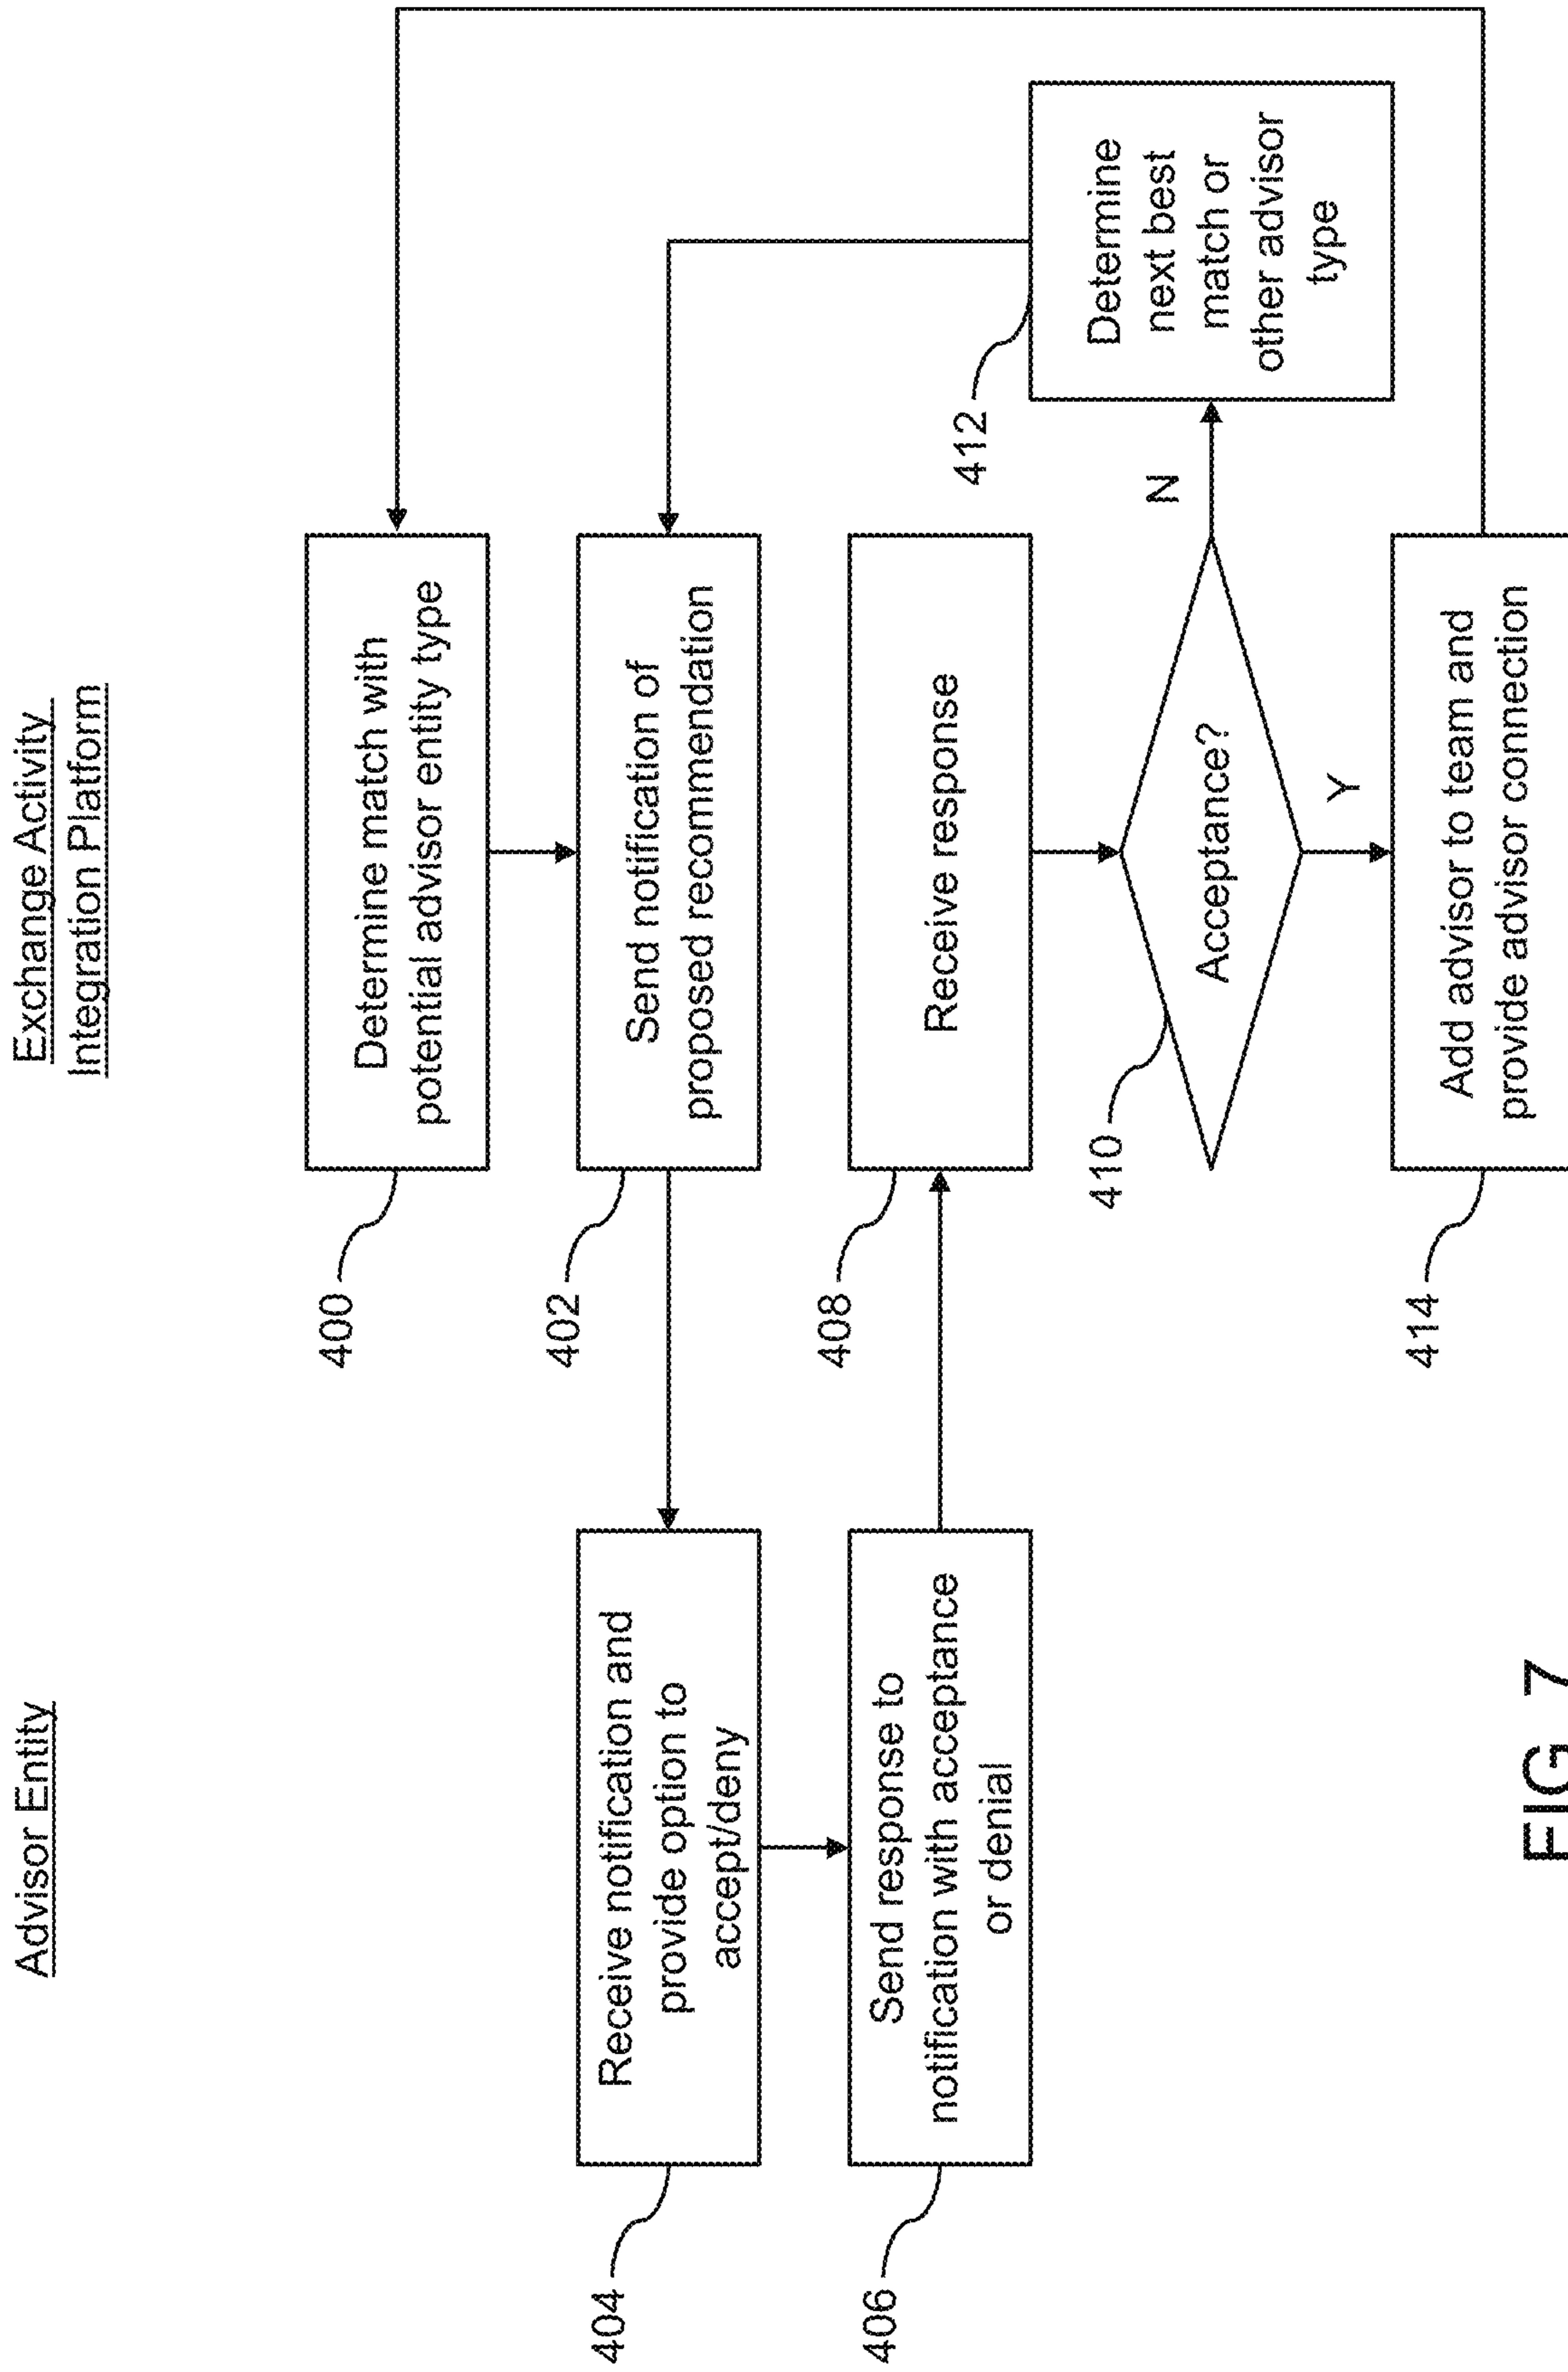 Advisor Entity
Exchange Activity
Integration Platform
400
Determine match with
potential advisor entity type
402
Send notification of
proposed recommendation
404
Receive notification and
provide option to
accept/deny
406
Send response to
notification with acceptance
or denial
408
Receive response
410
Acceptance?
N
412
Determine
next best
match or
other advisor
type
Y
414
Add advisor to team and
provide advisor connection
FIG. 7